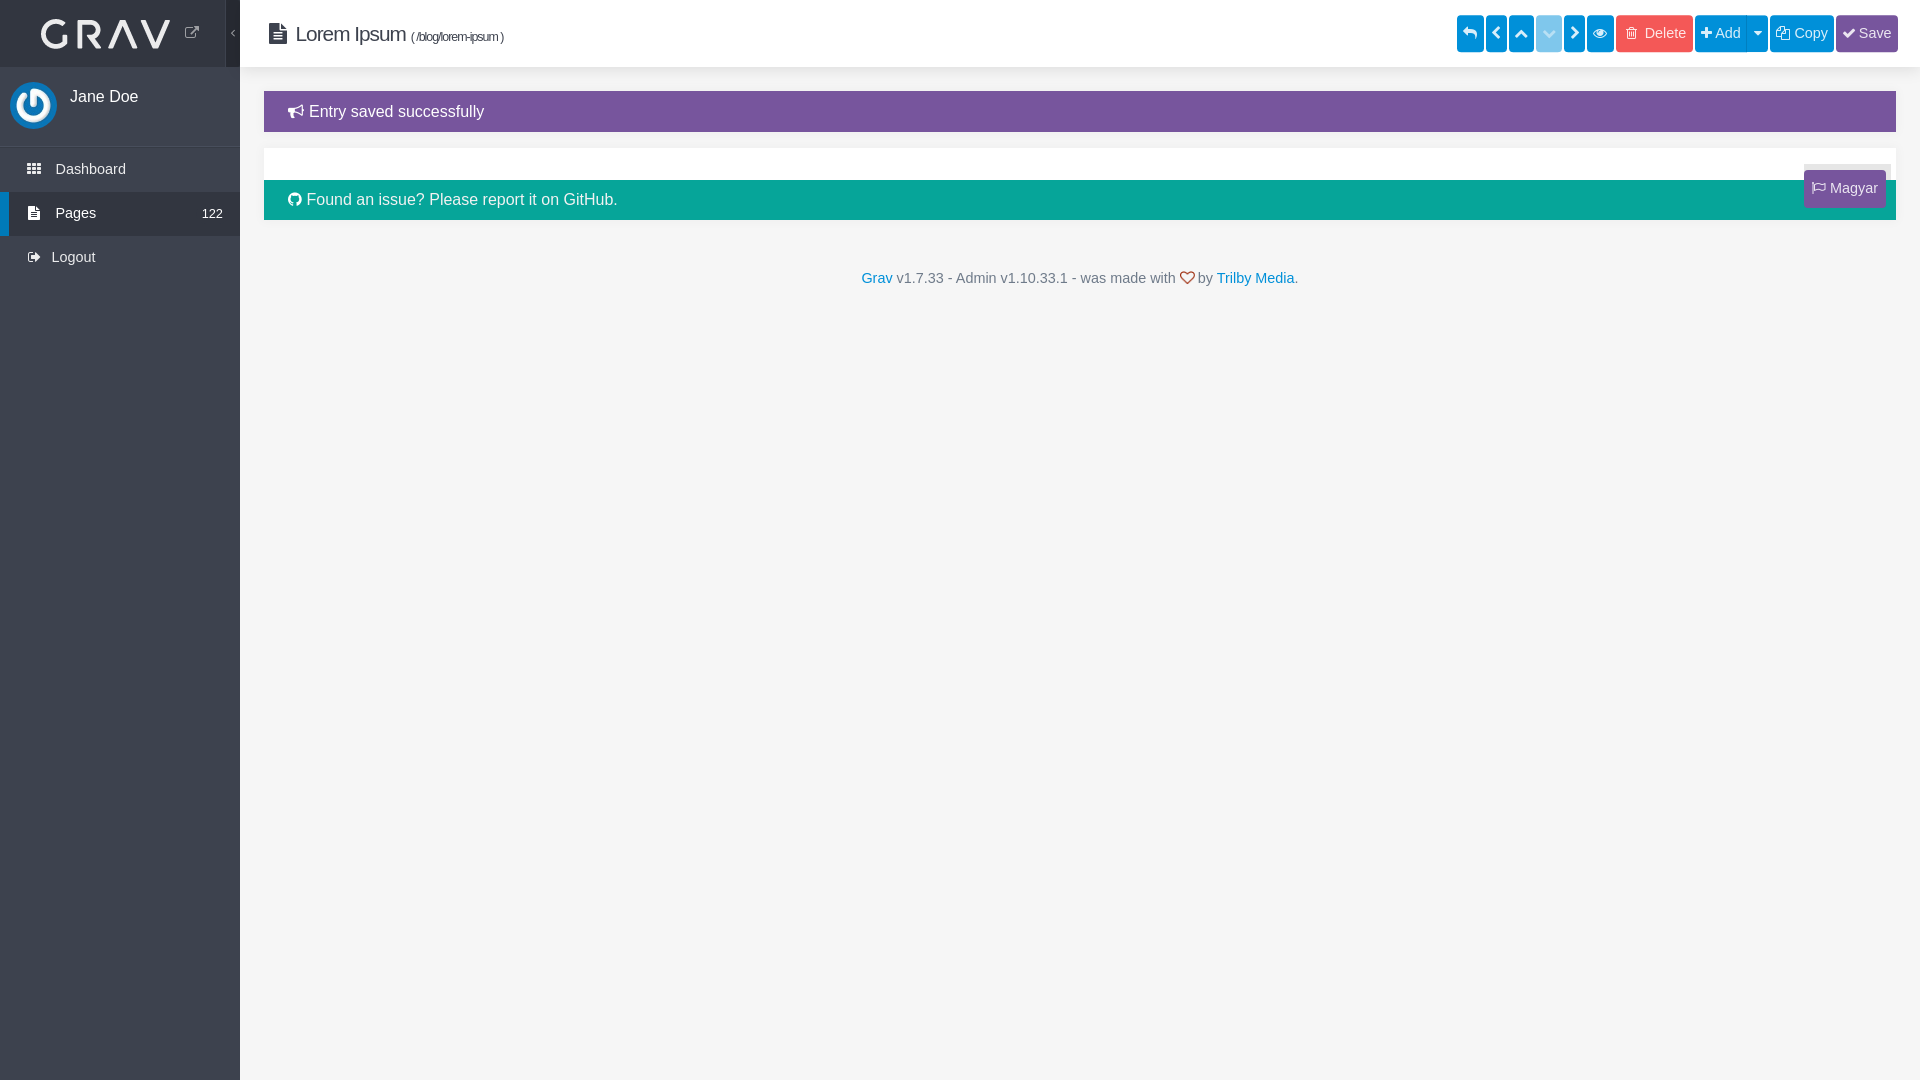 GRAV
Lorem Ipsum ( /blog/lorem-ipsum )
Delete
Add
Copy
Save
Jane Doe
Dashboard
Pages 122
Logout
Entry saved successfully
Magyar
Found an issue? Please report it on GitHub.
Grav v1.7.33 - Admin v1.10.33.1 - was made with by Trilby Media.